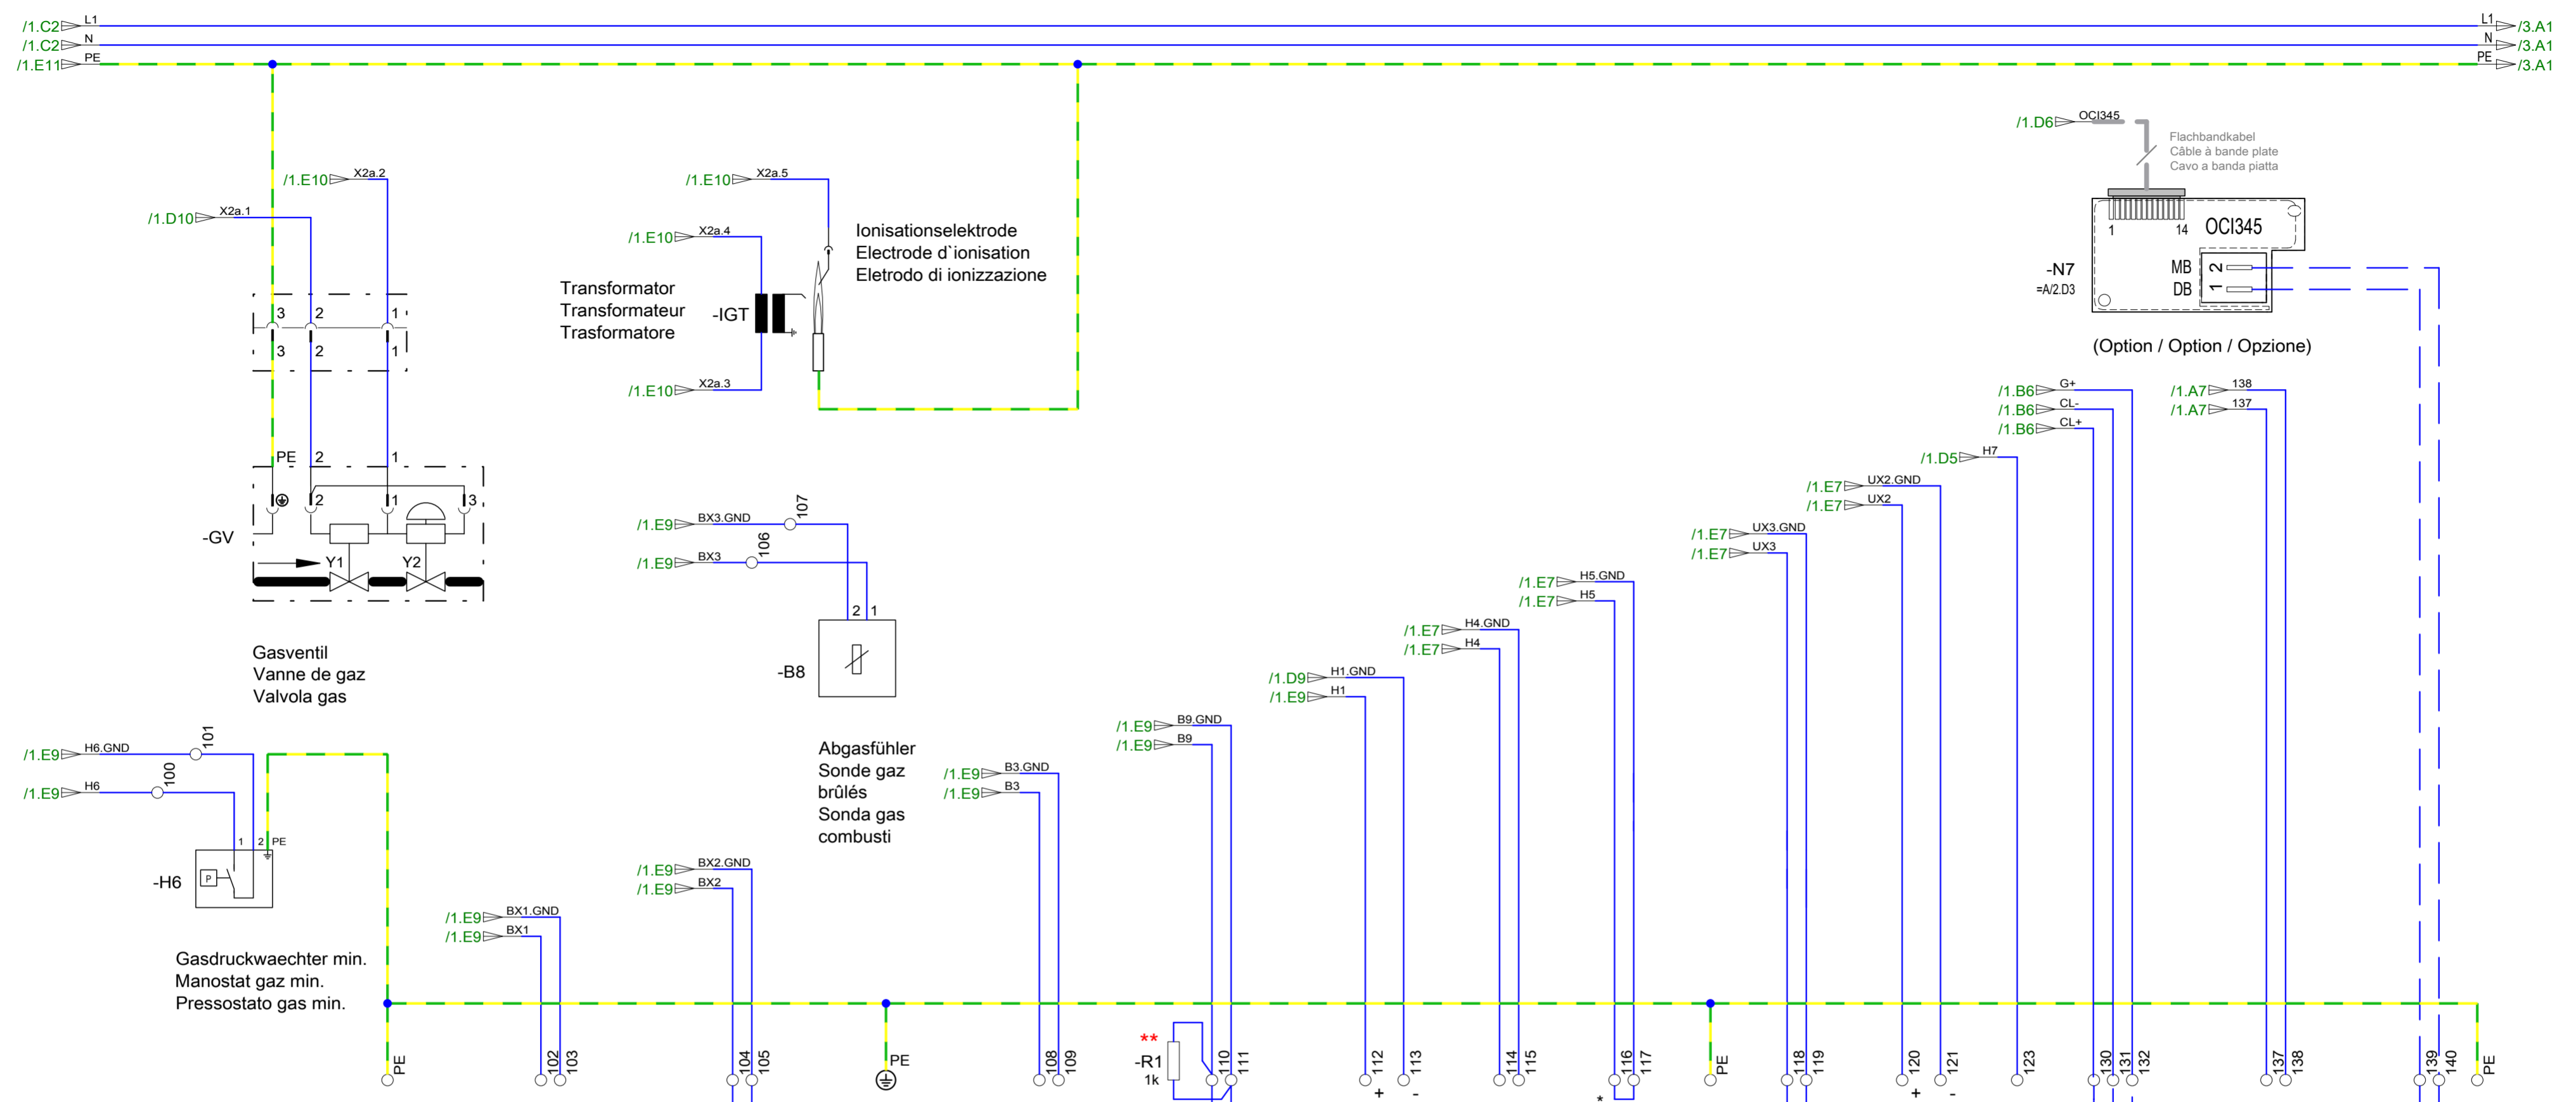 /1.C2 L1 L1 /3.A1
/1.C2 N N /3.A1
/1.E11 PE PE /3.A1
/1.D6 OCI345
Flachbandkabel
Câble à bande plate
Cavo a banda piatta
/1.E10 X2a.2
/1.E10 X2a.5
/1.D10 X2a.1
/1.E10 X2a.4
1 14 OCI345
Ionisationselektrode
Electrode d`ionisation
Eletrodo di ionizzazione
-N7
=A/2.D3
MB 2
DB 1
Transformator
Transformateur
Trasformatore
-IGT
3 2 1
3 2 1
(Option / Option / Opzione)
/1.E10 X2a.3
/1.B6 G+
/1.B6 CL-
/1.B6 CL+
/1.A7 138
/1.A7 137
/1.D5 H7
PE 2 1
2 1 3
-GV
Y1 Y2
/1.E7 UX2.GND
/1.E7 UX2
/1.E9 BX3.GND 107
/1.E9 BX3 106
/1.E7 UX3.GND
/1.E7 UX3
2 1
-B8
/1.E7 H5.GND
/1.E7 H5
/1.E7 H4.GND
/1.E7 H4
Gasventil
Vanne de gaz
Valvola gas
/1.D9 H1.GND
/1.E9 H1
/1.E9 B9.GND
/1.E9 B9
/1.E9 H6.GND 101
/1.E9 H6 100
Abgasfühler
Sonde gaz
brûlés
Sonda gas
combusti
/1.E9 B3.GND
/1.E9 B3
1 2 PE
P
-H6
/1.E9 BX2.GND
/1.E9 BX2
/1.E9 BX1.GND
/1.E9 BX1
Gasdruckwaechter min.
Manostat gaz min.
Pressostato gas min.
**
-R1
1k
PE 102 103 104 105 PE 108 109 110 111 112 113 114 115 116 117 PE 118 119 120 121 123 130 131 132 137 138 139 140 PE
+ - * + -